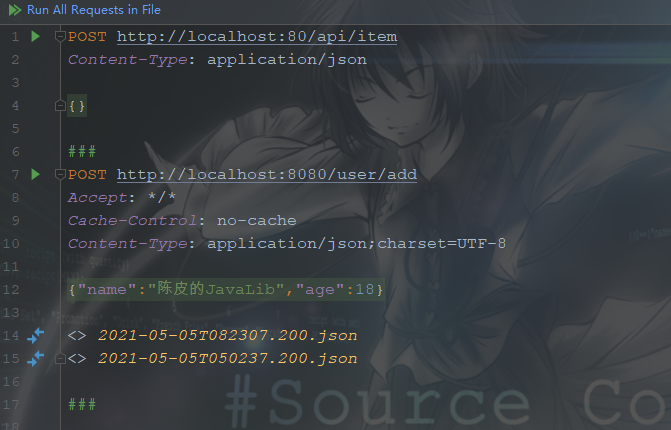 Run All Requests in File
1 POST http://localhost:80/api/item
2 Content-Type: application/json
3
4 {}
5
6 ###
7 POST http://localhost:8080/user/add
8 Accept: */*
9 Cache-Control: no-cache
10 Content-Type: application/json;charset=UTF-8
11
12 {"name":"陈皮的JavaLib","age":18}
13
14 <> 2021-05-05T082307.200.json
15 <> 2021-05-05T050237.200.json
16
17 ###
#Source Co